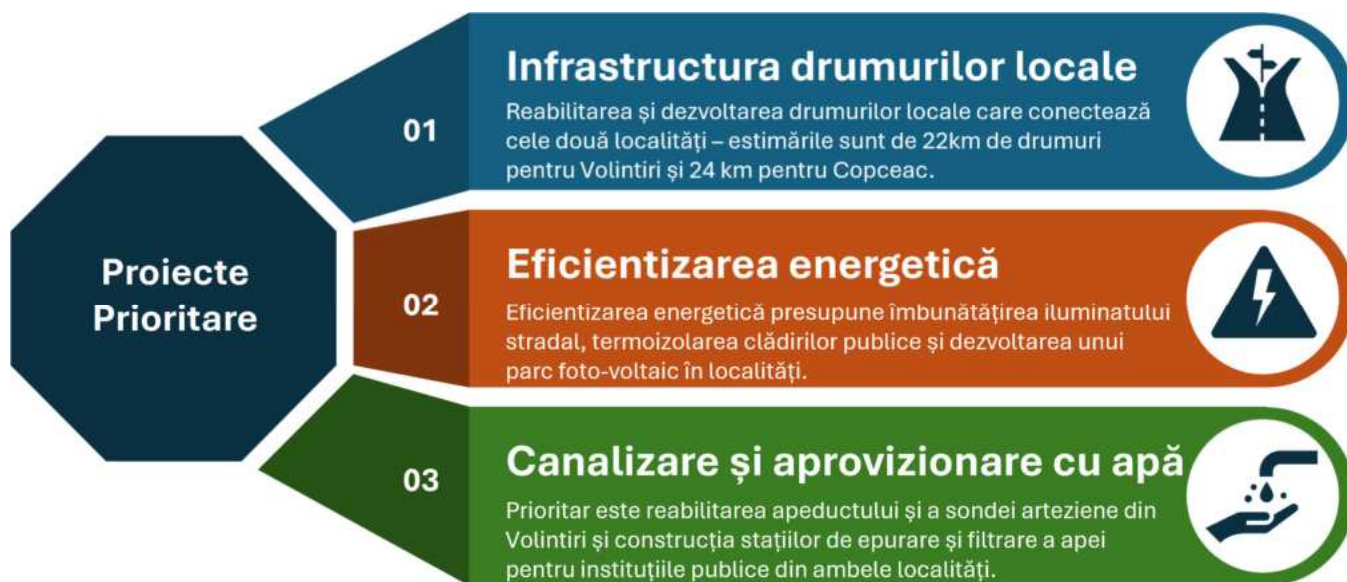 Proiecte
Prioritare
01
Infrastructura drumurilor locale
Reabilitarea și dezvoltarea drumurilor locale care conectează
cele două localități – estimările sunt de 22km de drumuri
pentru Volintiri și 24 km pentru Copceac.
02
Eficientizarea energetică
Eficientizarea energetică presupune îmbunătățirea iluminatului
stradal, termoizolarea clădirilor publice și dezvoltarea unui
parc foto-voltaic în localități.
03
Canalizare și aprovizionare cu apă
Prioritar este reabilitarea apeductului și a sondei arteziene din
Volintiri și construcția stațiilor de epurare și filtrare a apei
pentru instituțiile publice din ambele localități.